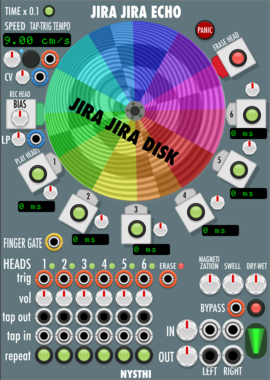 TIME x 0.1
JIRA JIRA ECHO
SPEED TAP-TRIG TEMPO
PANIC
9.00 cm/s
ERASE HEAD
CV
REC HEAD
BIAS
JIRA JIRA DISK
6
0 ms
LP
PLAY HEADS
1
5
0 ms
0 ms
2
4
3
0 ms
0 ms
0 ms
FINGER GATE
HEADS 1 2 3 4 5 6 ERASE
MAGNETI
ZATION
SWELL
DRY-WET
trig
vol
BYPASS
tap out
tap in
IN
repeat
OUT
LEFT RIGHT
NYSTHI